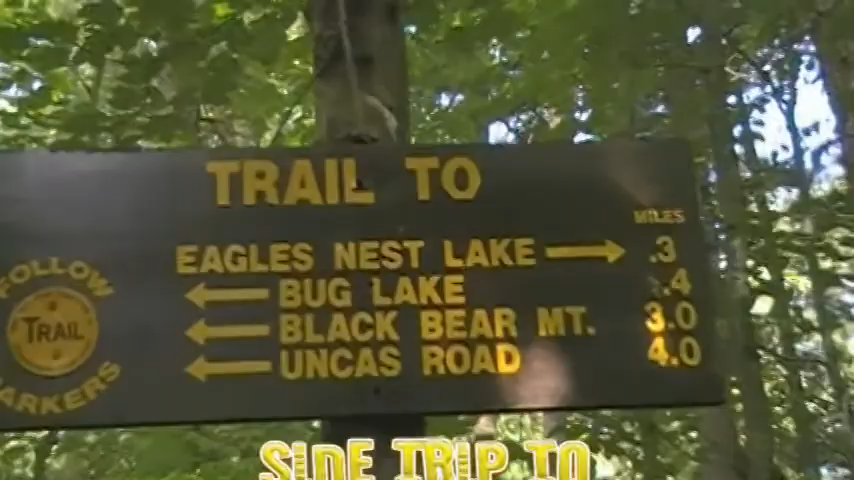 TRAIL TO
MILES
EAGLES NEST LAKE → .3
← BUG LAKE .4
← BLACK BEAR MT. 3.0
← UNCAS ROAD 4.0
FOLLOW
TRAIL
ARKERS
SIDE TRIP TO